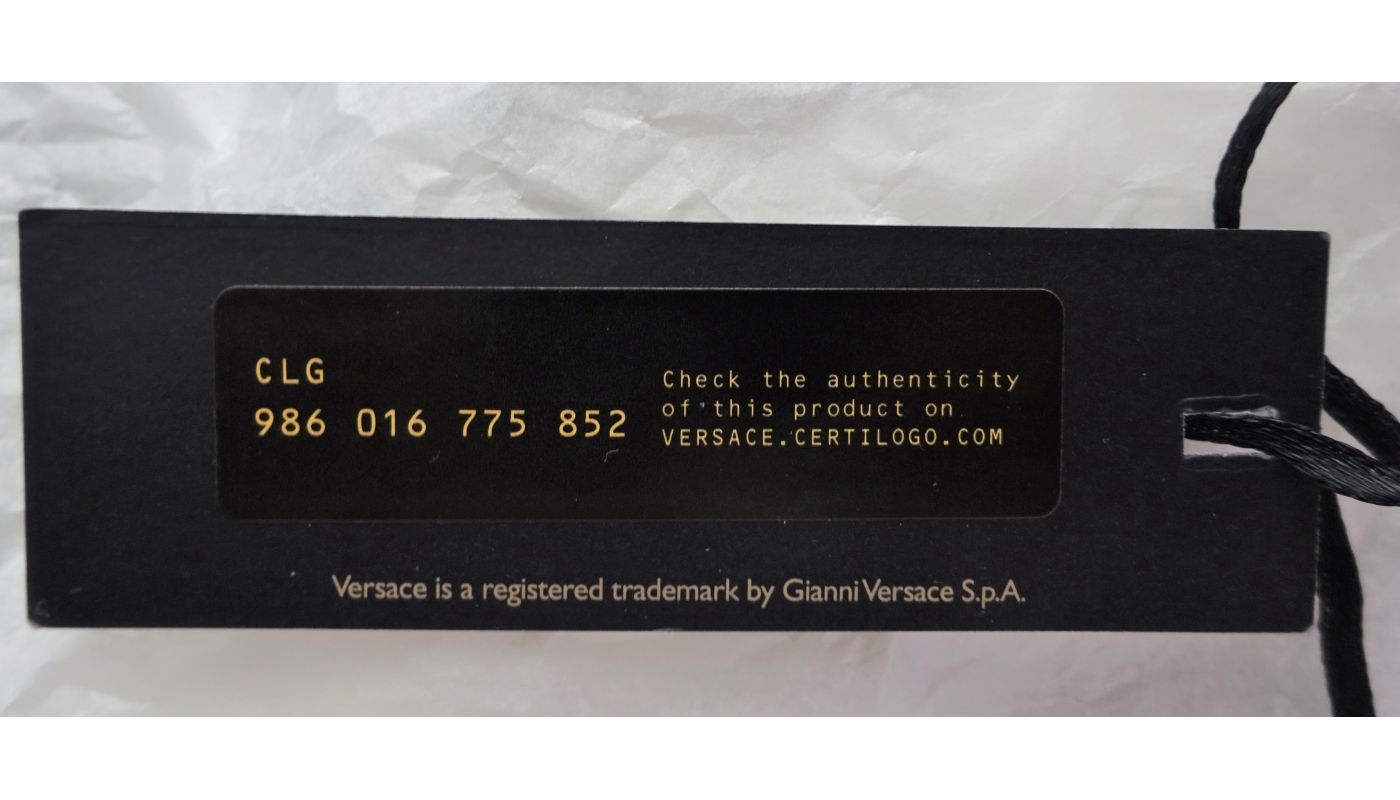 CLG
986 016 775 852
Check the authenticity
of this product on
VERSACE.CERTILOGO.COM
Versace is a registered trademark by Gianni Versace S.p.A.